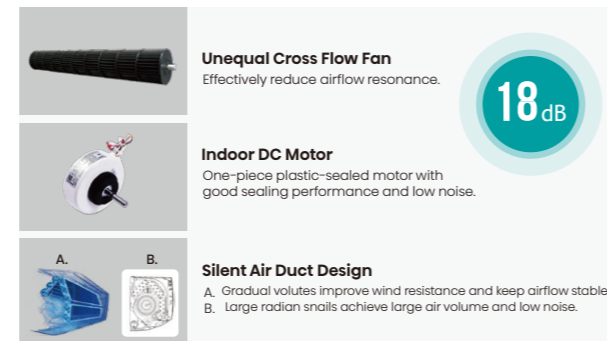 Unequal Cross Flow Fan
Effectively reduce airflow resonance.
18 dB
Indoor DC Motor
One-piece plastic-sealed motor with
good sealing performance and low noise.
A.
B.
Silent Air Duct Design
A. Gradual volutes improve wind resistance and keep airflow stable
B. Large radian snails achieve large air volume and low noise.